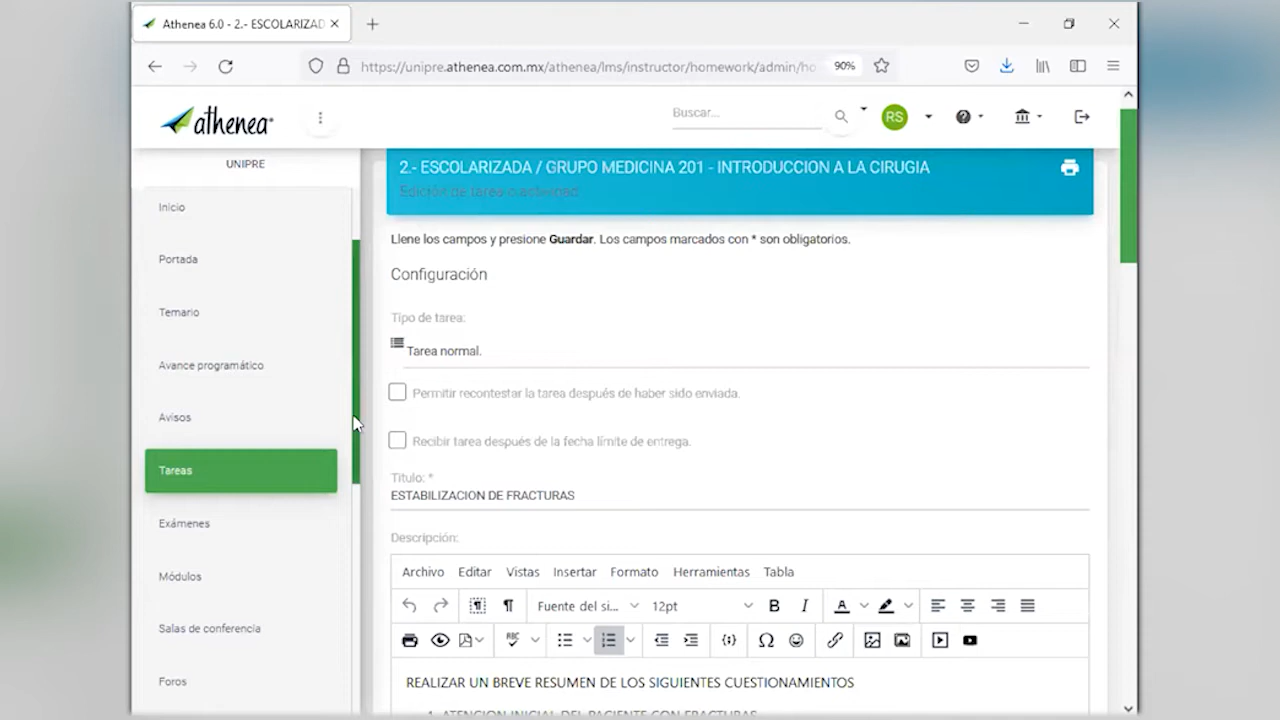 Athenea 6.0 - 2.- ESCOLARIZAD
https://unipre.athenea.com.mx/athenea/lms/instructor/homework/admin/ho
90%
athenea
Buscar...
RS
UNIPRE
Inicio
Portada
Temario
Avance programático
Avisos
Tareas
Exámenes
Módulos
Salas de conferencia
Foros
2.- ESCOLARIZADA / GRUPO MEDICINA 201 - INTRODUCCION A LA CIRUGIA
Edición de tarea o actividad
Llene los campos y presione Guardar. Los campos marcados con * son obligatorios.
Configuración
Tipo de tarea:
Tarea normal.
Permitir recontestar la tarea después de haber sido enviada.
Recibir tarea después de la fecha límite de entrega.
Titulo: *
ESTABILIZACION DE FRACTURAS
Descripción:
Archivo Editar Vistas Insertar Formato Herramientas Tabla
Fuente del si... 12pt B I A
REALIZAR UN BREVE RESUMEN DE LOS SIGUIENTES CUESTIONAMIENTOS
1. ATENCION INICIAL DEL PACIENTE CON FRACTURAS